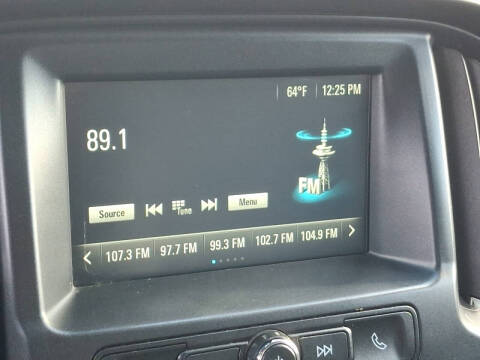 64°F 12:25 PM
89.1
FM
Source Tune Menu
107.3 FM 97.7 FM 99.3 FM 102.7 FM 104.9 FM